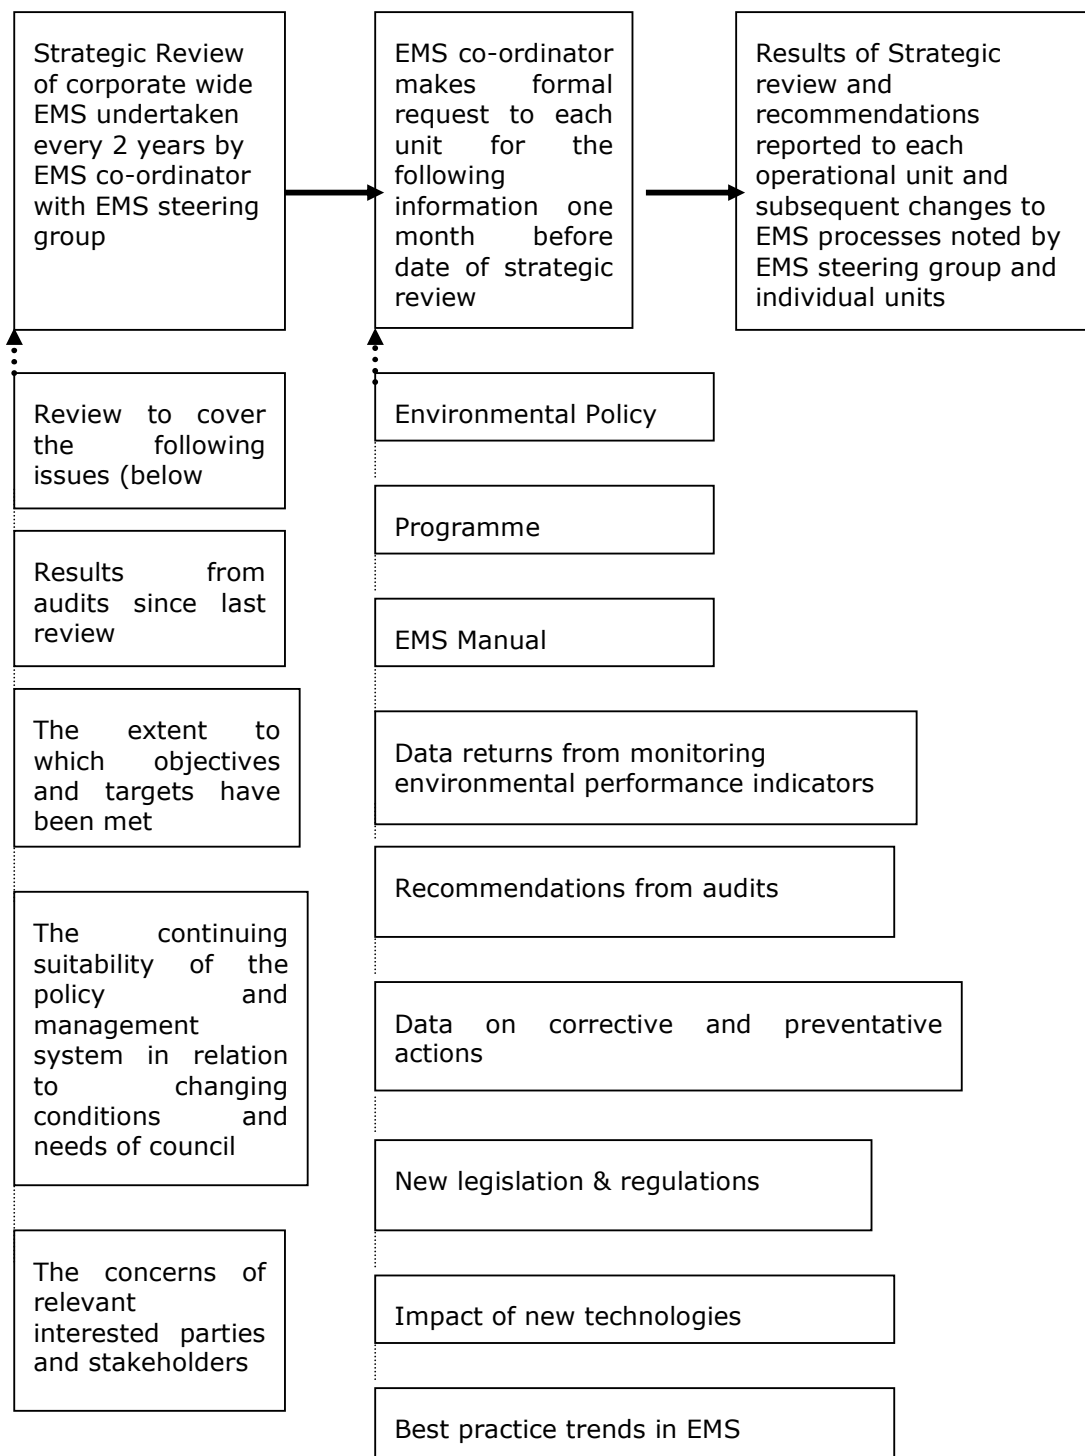 Strategic Review
of corporate wide
EMS undertaken
every 2 years by
EMS co-ordinator
with EMS steering
group
EMS co-ordinator
makes formal
request to each
unit for the
following
information one
month before
date of strategic
review
Results of Strategic
review and
recommendations
reported to each
operational unit and
subsequent changes to
EMS processes noted by
EMS steering group and
individual units
Review to cover
the following
issues (below
Results from
audits since last
review
The extent to
which objectives
and targets have
been met
The continuing
suitability of the
policy and
management
system in relation
to changing
conditions and
needs of council
The concerns of
relevant
interested parties
and stakeholders
Environmental Policy
Programme
EMS Manual
Data returns from monitoring
environmental performance indicators
Recommendations from audits
Data on corrective and preventative
actions
New legislation & regulations
Impact of new technologies
Best practice trends in EMS